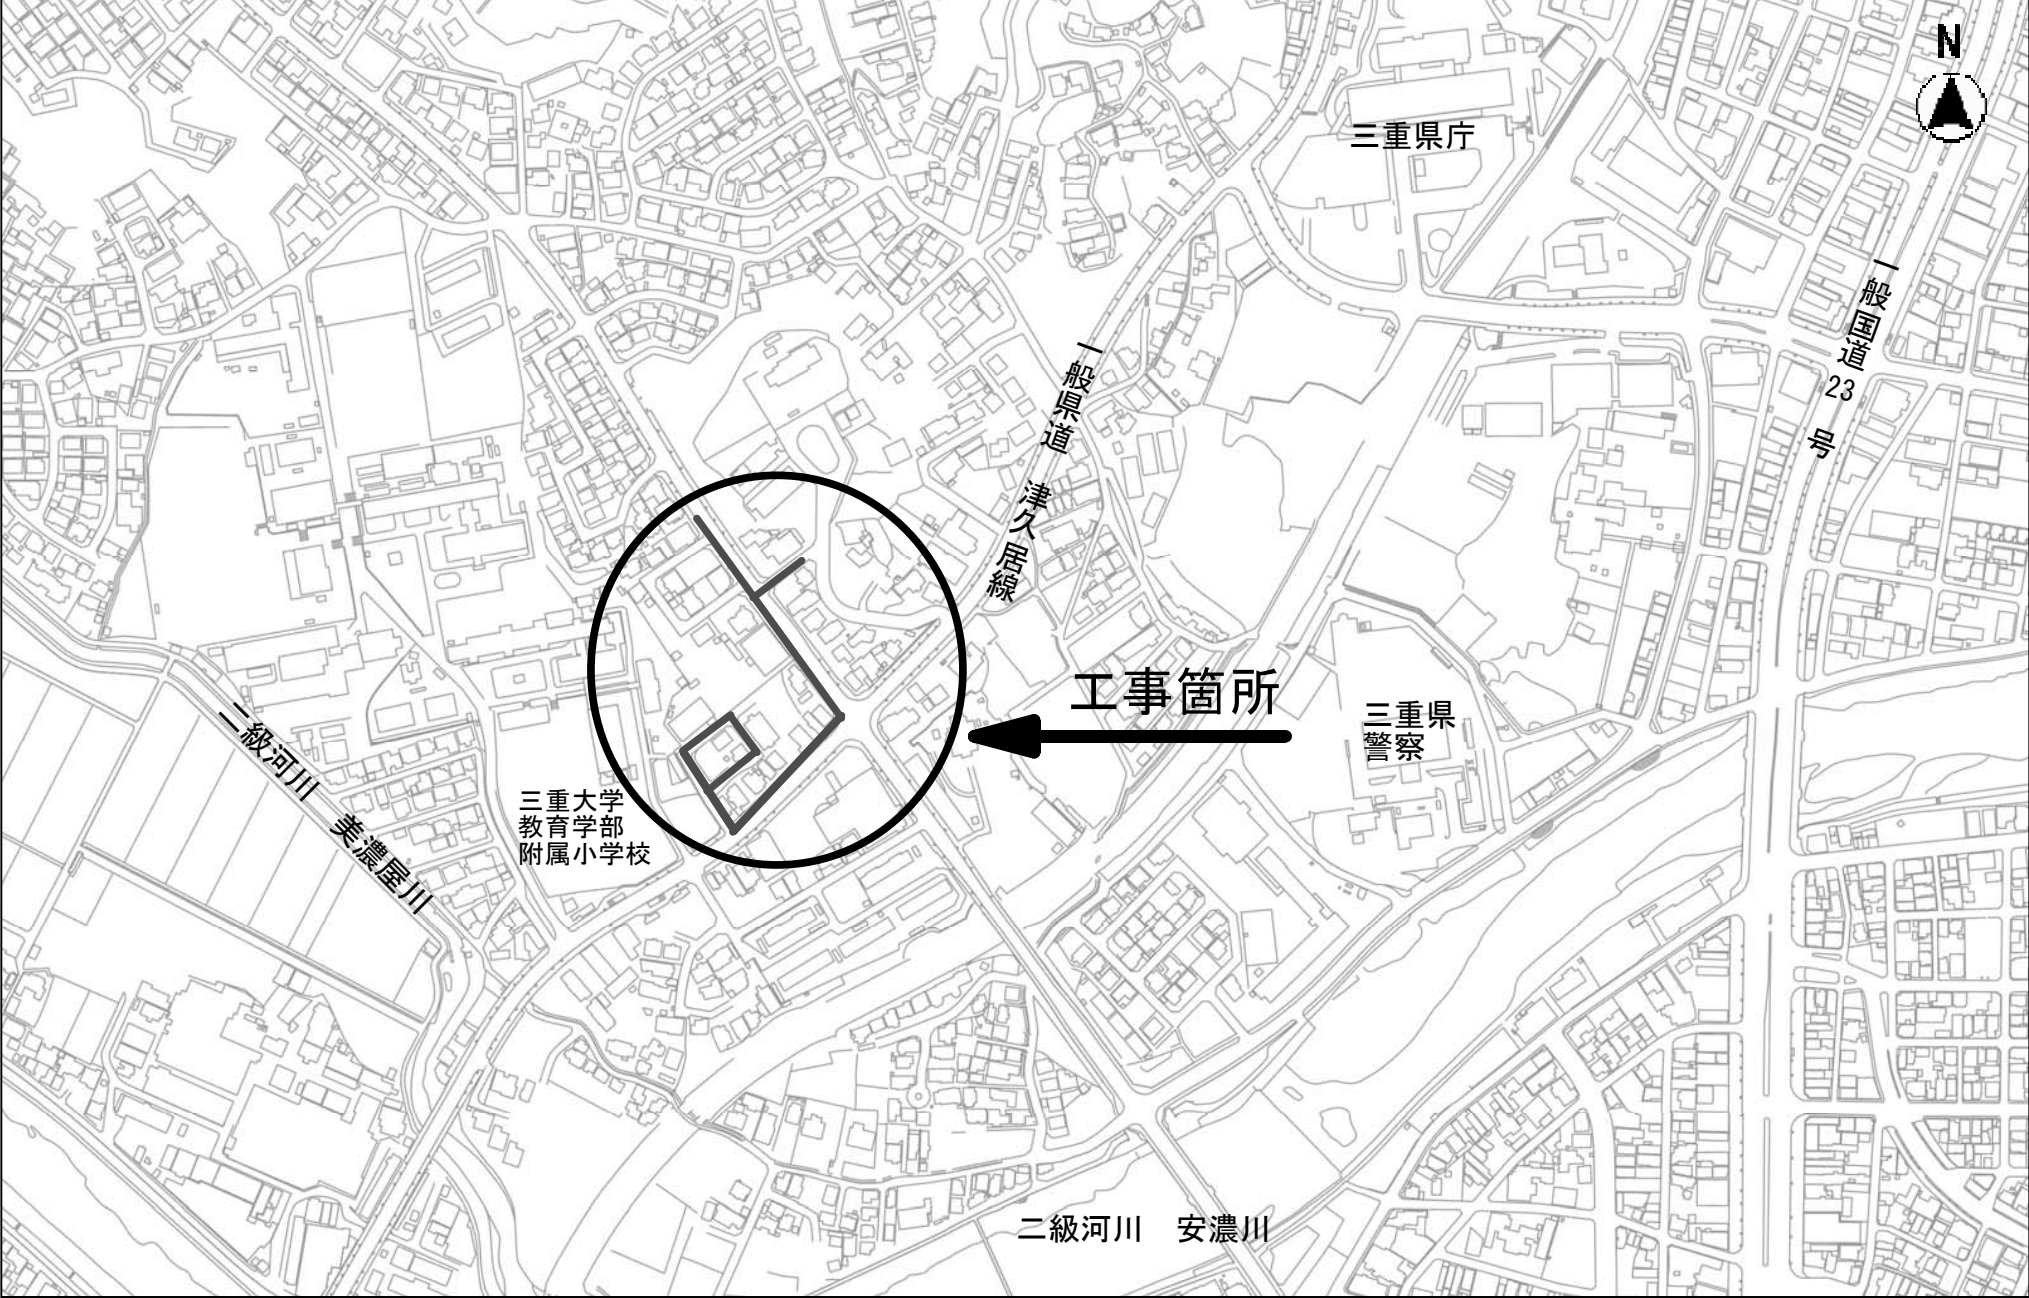 N
三重県庁
一般国道 23 号
一般県道 津久居線
工事箇所
三重県
警察
二級河川 美濃屋川
三重大学
教育学部
附属小学校
二級河川 安濃川